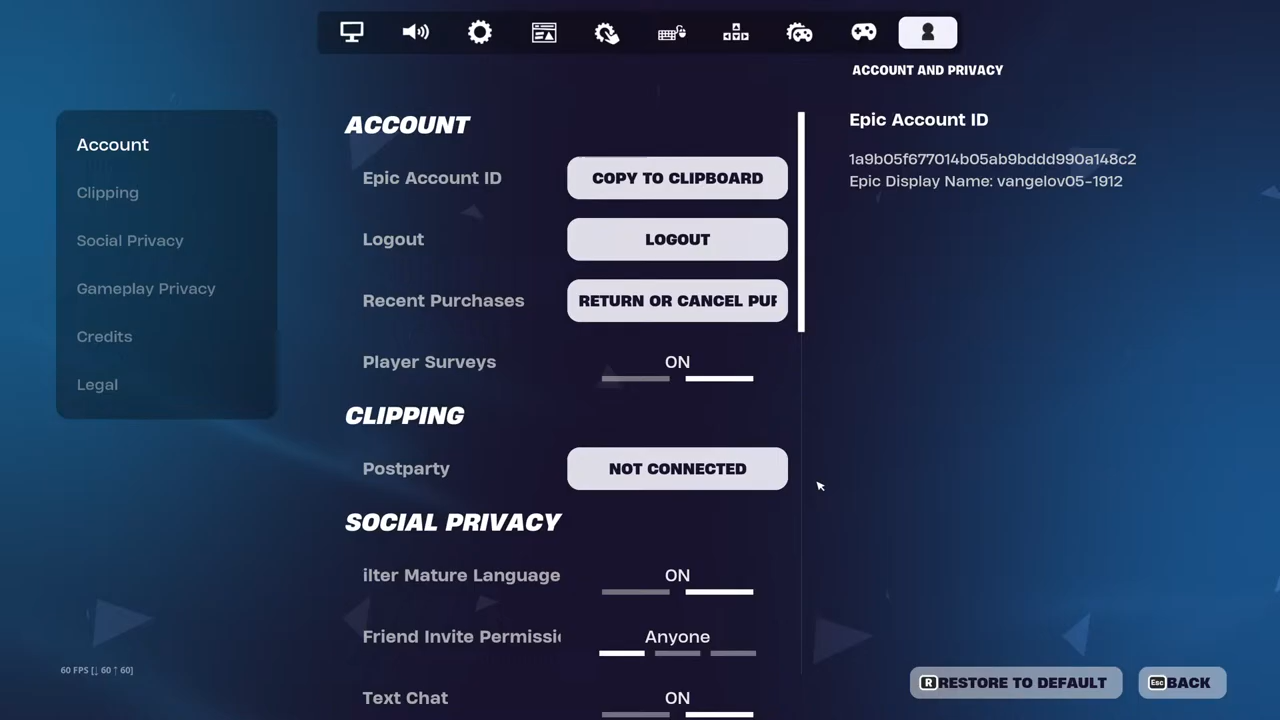 ACCOUNT AND PRIVACY
Account
Clipping
Social Privacy
Gameplay Privacy
Credits
Legal
ACCOUNT
Epic Account ID
COPY TO CLIPBOARD
Logout
LOGOUT
Recent Purchases
RETURN OR CANCEL PUR
Player Surveys
ON
CLIPPING
Postparty
NOT CONNECTED
SOCIAL PRIVACY
ilter Mature Language
ON
Friend Invite Permissi
Anyone
Text Chat
ON
Epic Account ID
1a9b05f677014b05ab9bddd990a148c2
Epic Display Name: vangelov05-1912
60 FPS [↓ 60 ↑ 60]
R RESTORE TO DEFAULT
Esc BACK